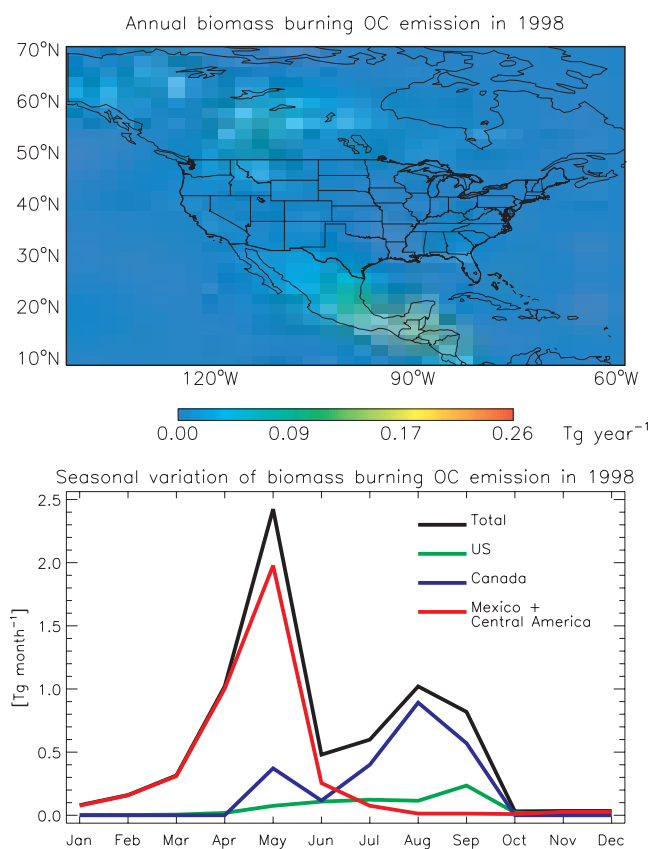 Annual biomass burning OC emission in 1998
70°N
60°N
50°N
40°N
30°N
20°N
10°N
120°W 90°W 60°W
0.00 0.09 0.17 0.26 Tg year⁻¹
Seasonal variation of biomass burning OC emission in 1998
2.5
2.0
1.5
1.0
0.5
0.0
[Tg month⁻¹]
Total
US
Canada
Mexico +
Central America
Jan Feb Mar Apr May Jun Jul Aug Sep Oct Nov Dec